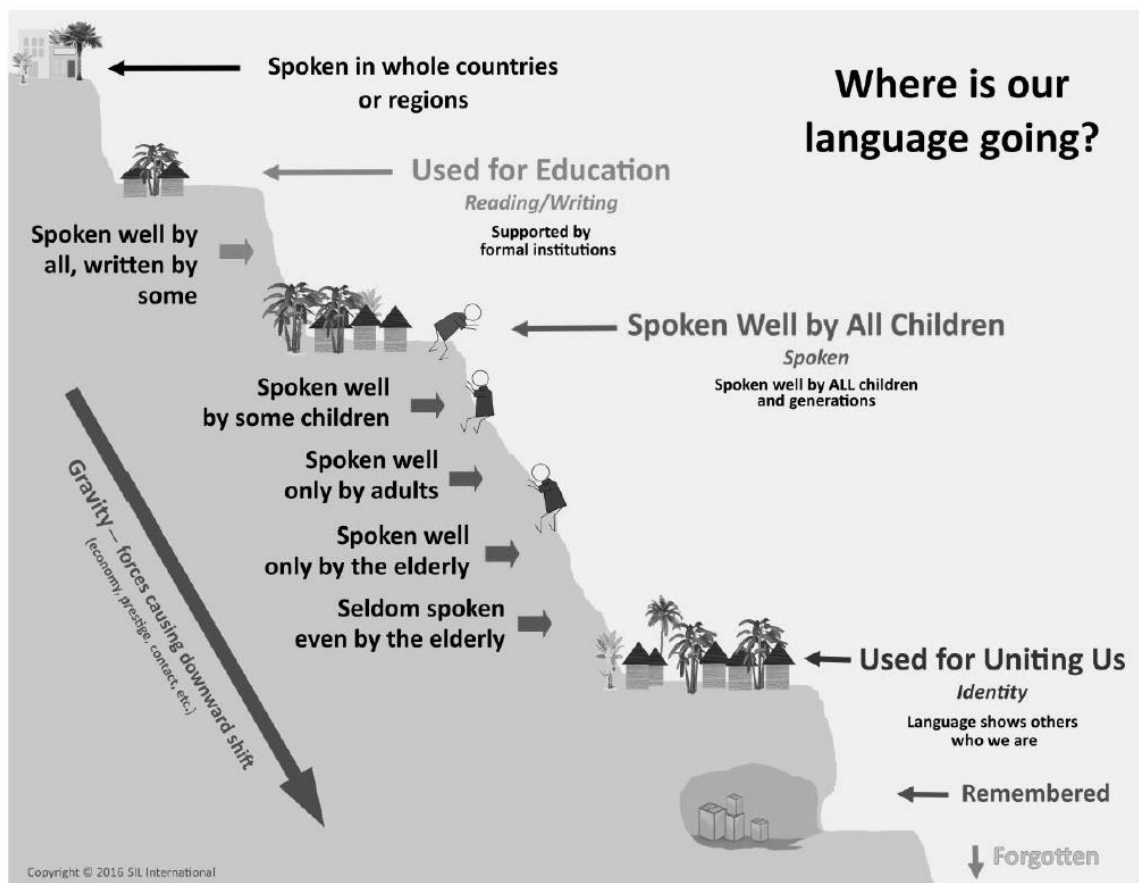 Where is our
language going?
Spoken in whole countries
or regions
Used for Education
Reading/Writing
Supported by
formal institutions
Spoken well by
all, written by
some
Spoken Well by All Children
Spoken
Spoken well by ALL children
and generations
Spoken well
by some children
Spoken well
only by adults
Spoken well
only by the elderly
Seldom spoken
even by the elderly
Gravity — forces causing downward shift
(economy, prestige, contact, etc.)
Used for Uniting Us
Identity
Language shows others
who we are
Remembered
Forgotten
Copyright © 2016 SIL International